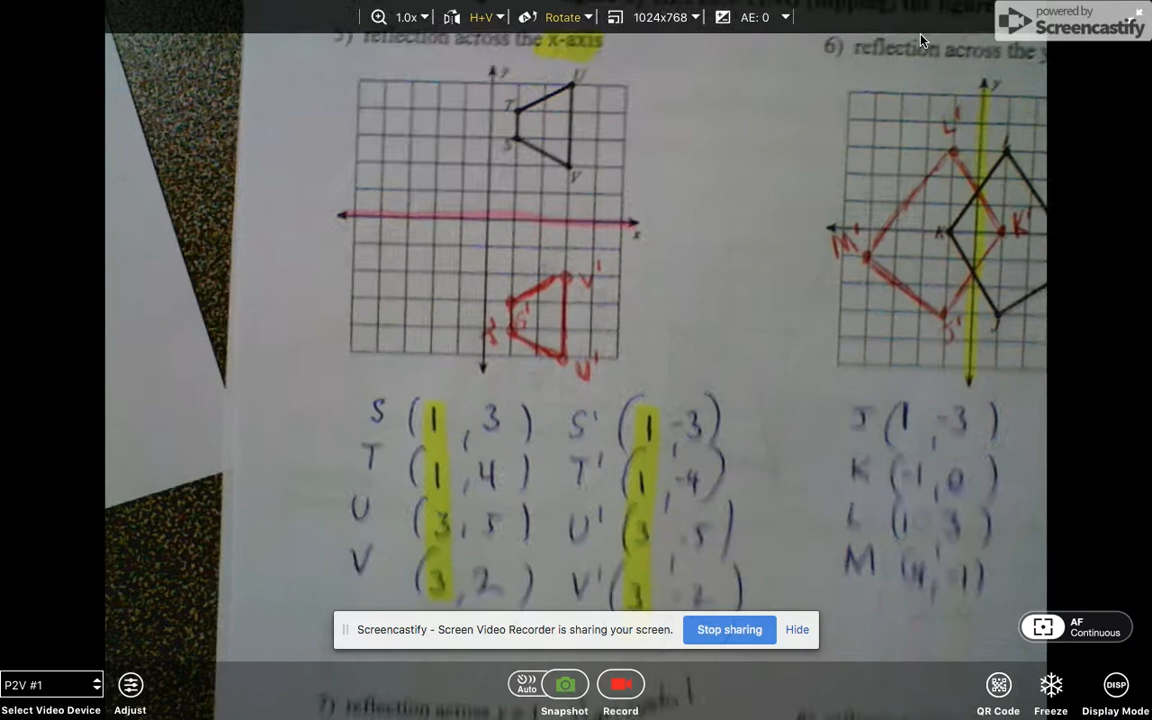 1.0x H+V Rotate 1024x768 AE: 0
powered by
Screencastify
5) reflection across the x-axis
6) reflection across the y
y
U
T
S
V
x
V'
S'
U'
y
L'
L
K
K'
M'
J
S ( 1 , 3 ) S' ( 1 , -3 )
T ( 1 , 4 ) T' ( 1 , -4 )
U ( 3 , 5 ) U' ( 3 , -5 )
V ( 3 , 2 ) V' ( 3 , -2 )
J ( 1 , -3 )
K ( -1 , 0 )
L ( 1 , 3 )
M ( 4 , -1 )
Screencastify - Screen Video Recorder is sharing your screen. Stop sharing Hide
AF
Continuous
P2V #1
Select Video Device
Adjust
Auto
Snapshot
Record
QR Code
Freeze
DISP
Display Mode
7) reflection across